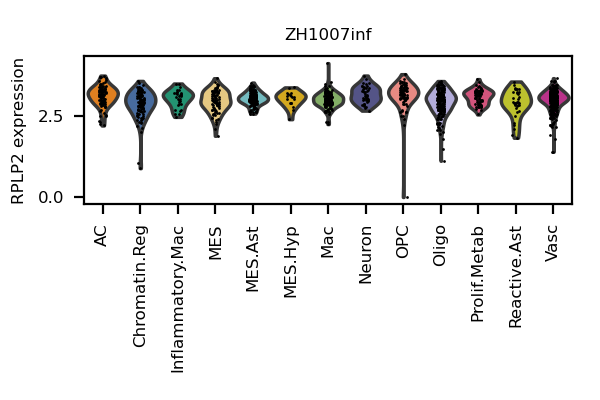 ZH1007inf
RPLP2 expression
2.5
0.0
AC
Chromatin.Reg
Inflammatory.Mac
MES
MES.Ast
MES.Hyp
Mac
Neuron
OPC
Oligo
Prolif.Metab
Reactive.Ast
Vasc